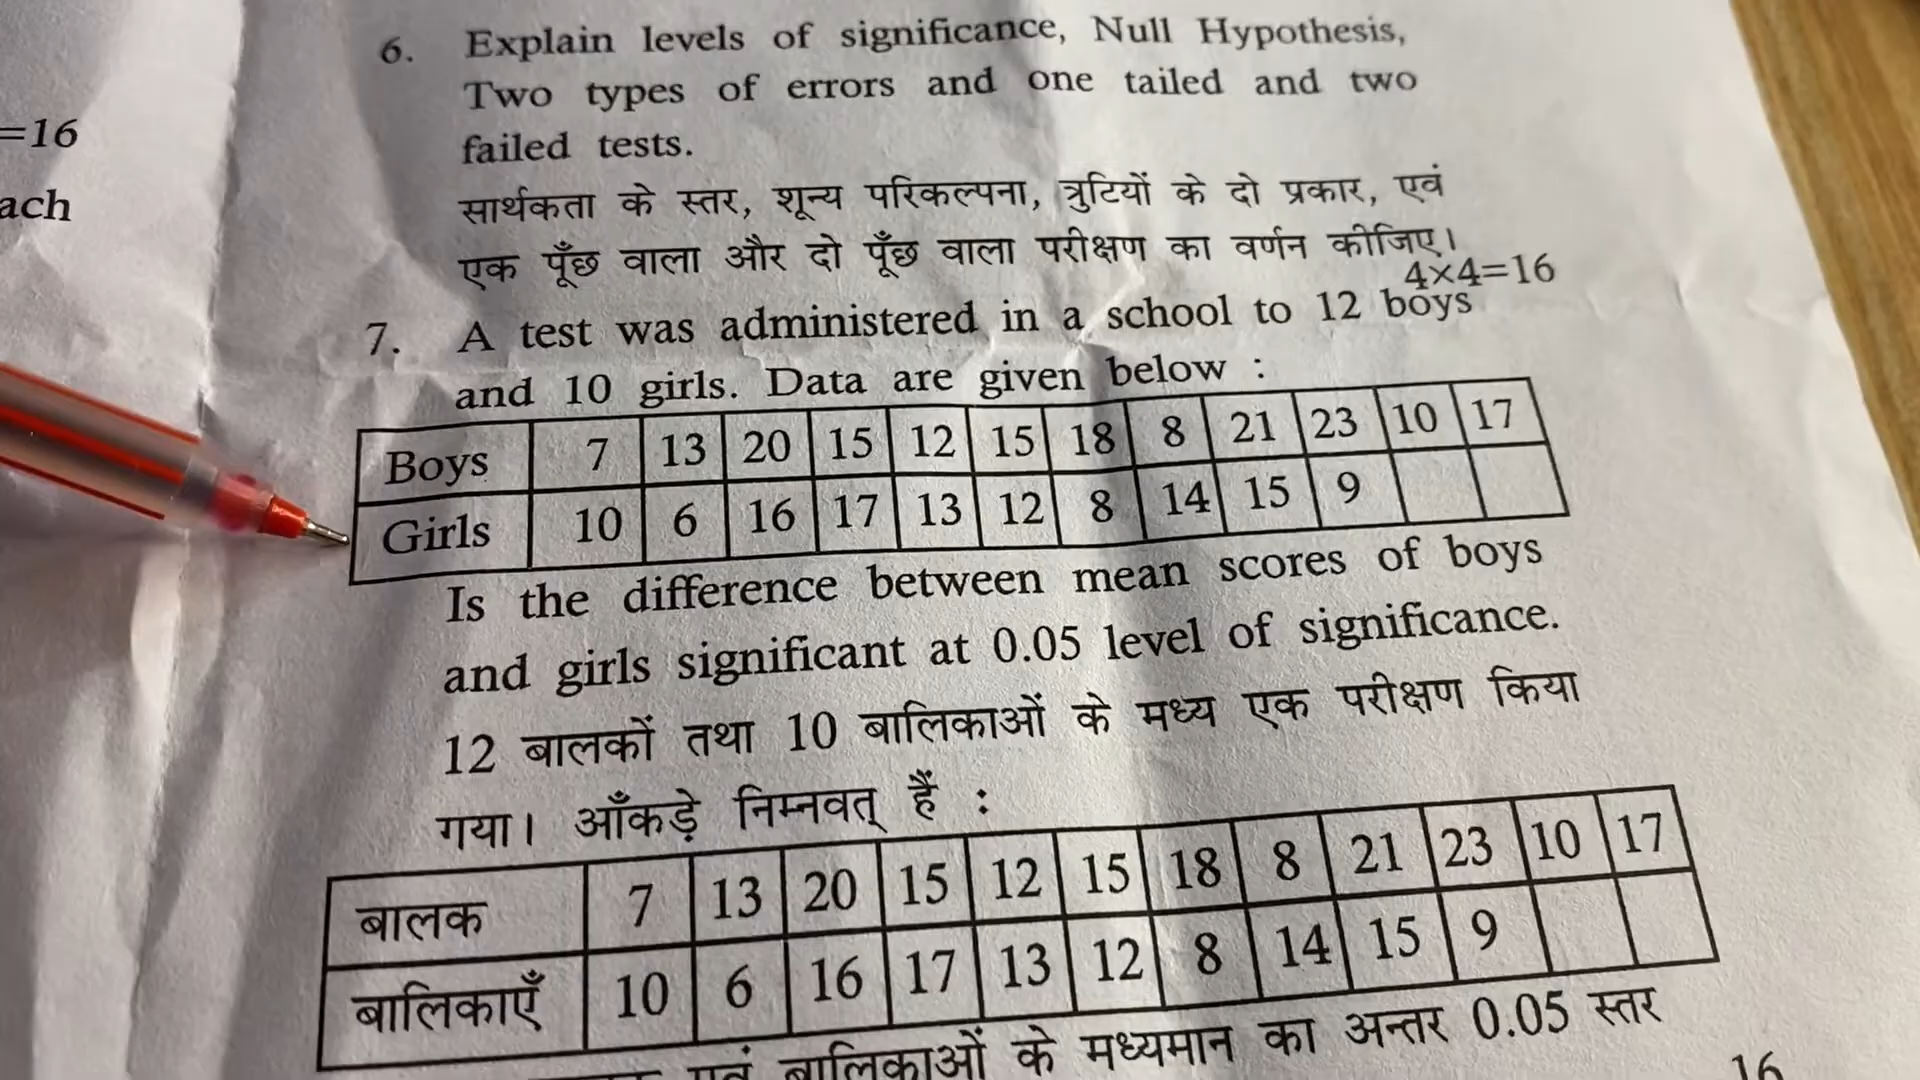 =16
ach
6. Explain levels of significance, Null Hypothesis,
Two types of errors and one tailed and two
failed tests.
सार्थकता के स्तर, शून्य परिकल्पना, त्रुटियों के दो प्रकार, एवं
एक पूँछ वाला और दो पूँछ वाला परीक्षण का वर्णन कीजिए।
4×4=16
7. A test was administered in a school to 12 boys
and 10 girls. Data are given below :
Boys 7 13 20 15 12 15 18 8 21 23 10 17
Girls 10 6 16 17 13 12 8 14 15 9
Is the difference between mean scores of boys
and girls significant at 0.05 level of significance.
12 बालकों तथा 10 बालिकाओं के मध्य एक परीक्षण किया
गया। आँकड़े निम्नवत् हैं :
बालक 7 13 20 15 12 15 18 8 21 23 10 17
बालिकाएँ 10 6 16 17 13 12 8 14 15 9
एवं बालिकाओं के मध्यमान का अन्तर 0.05 स्तर
16